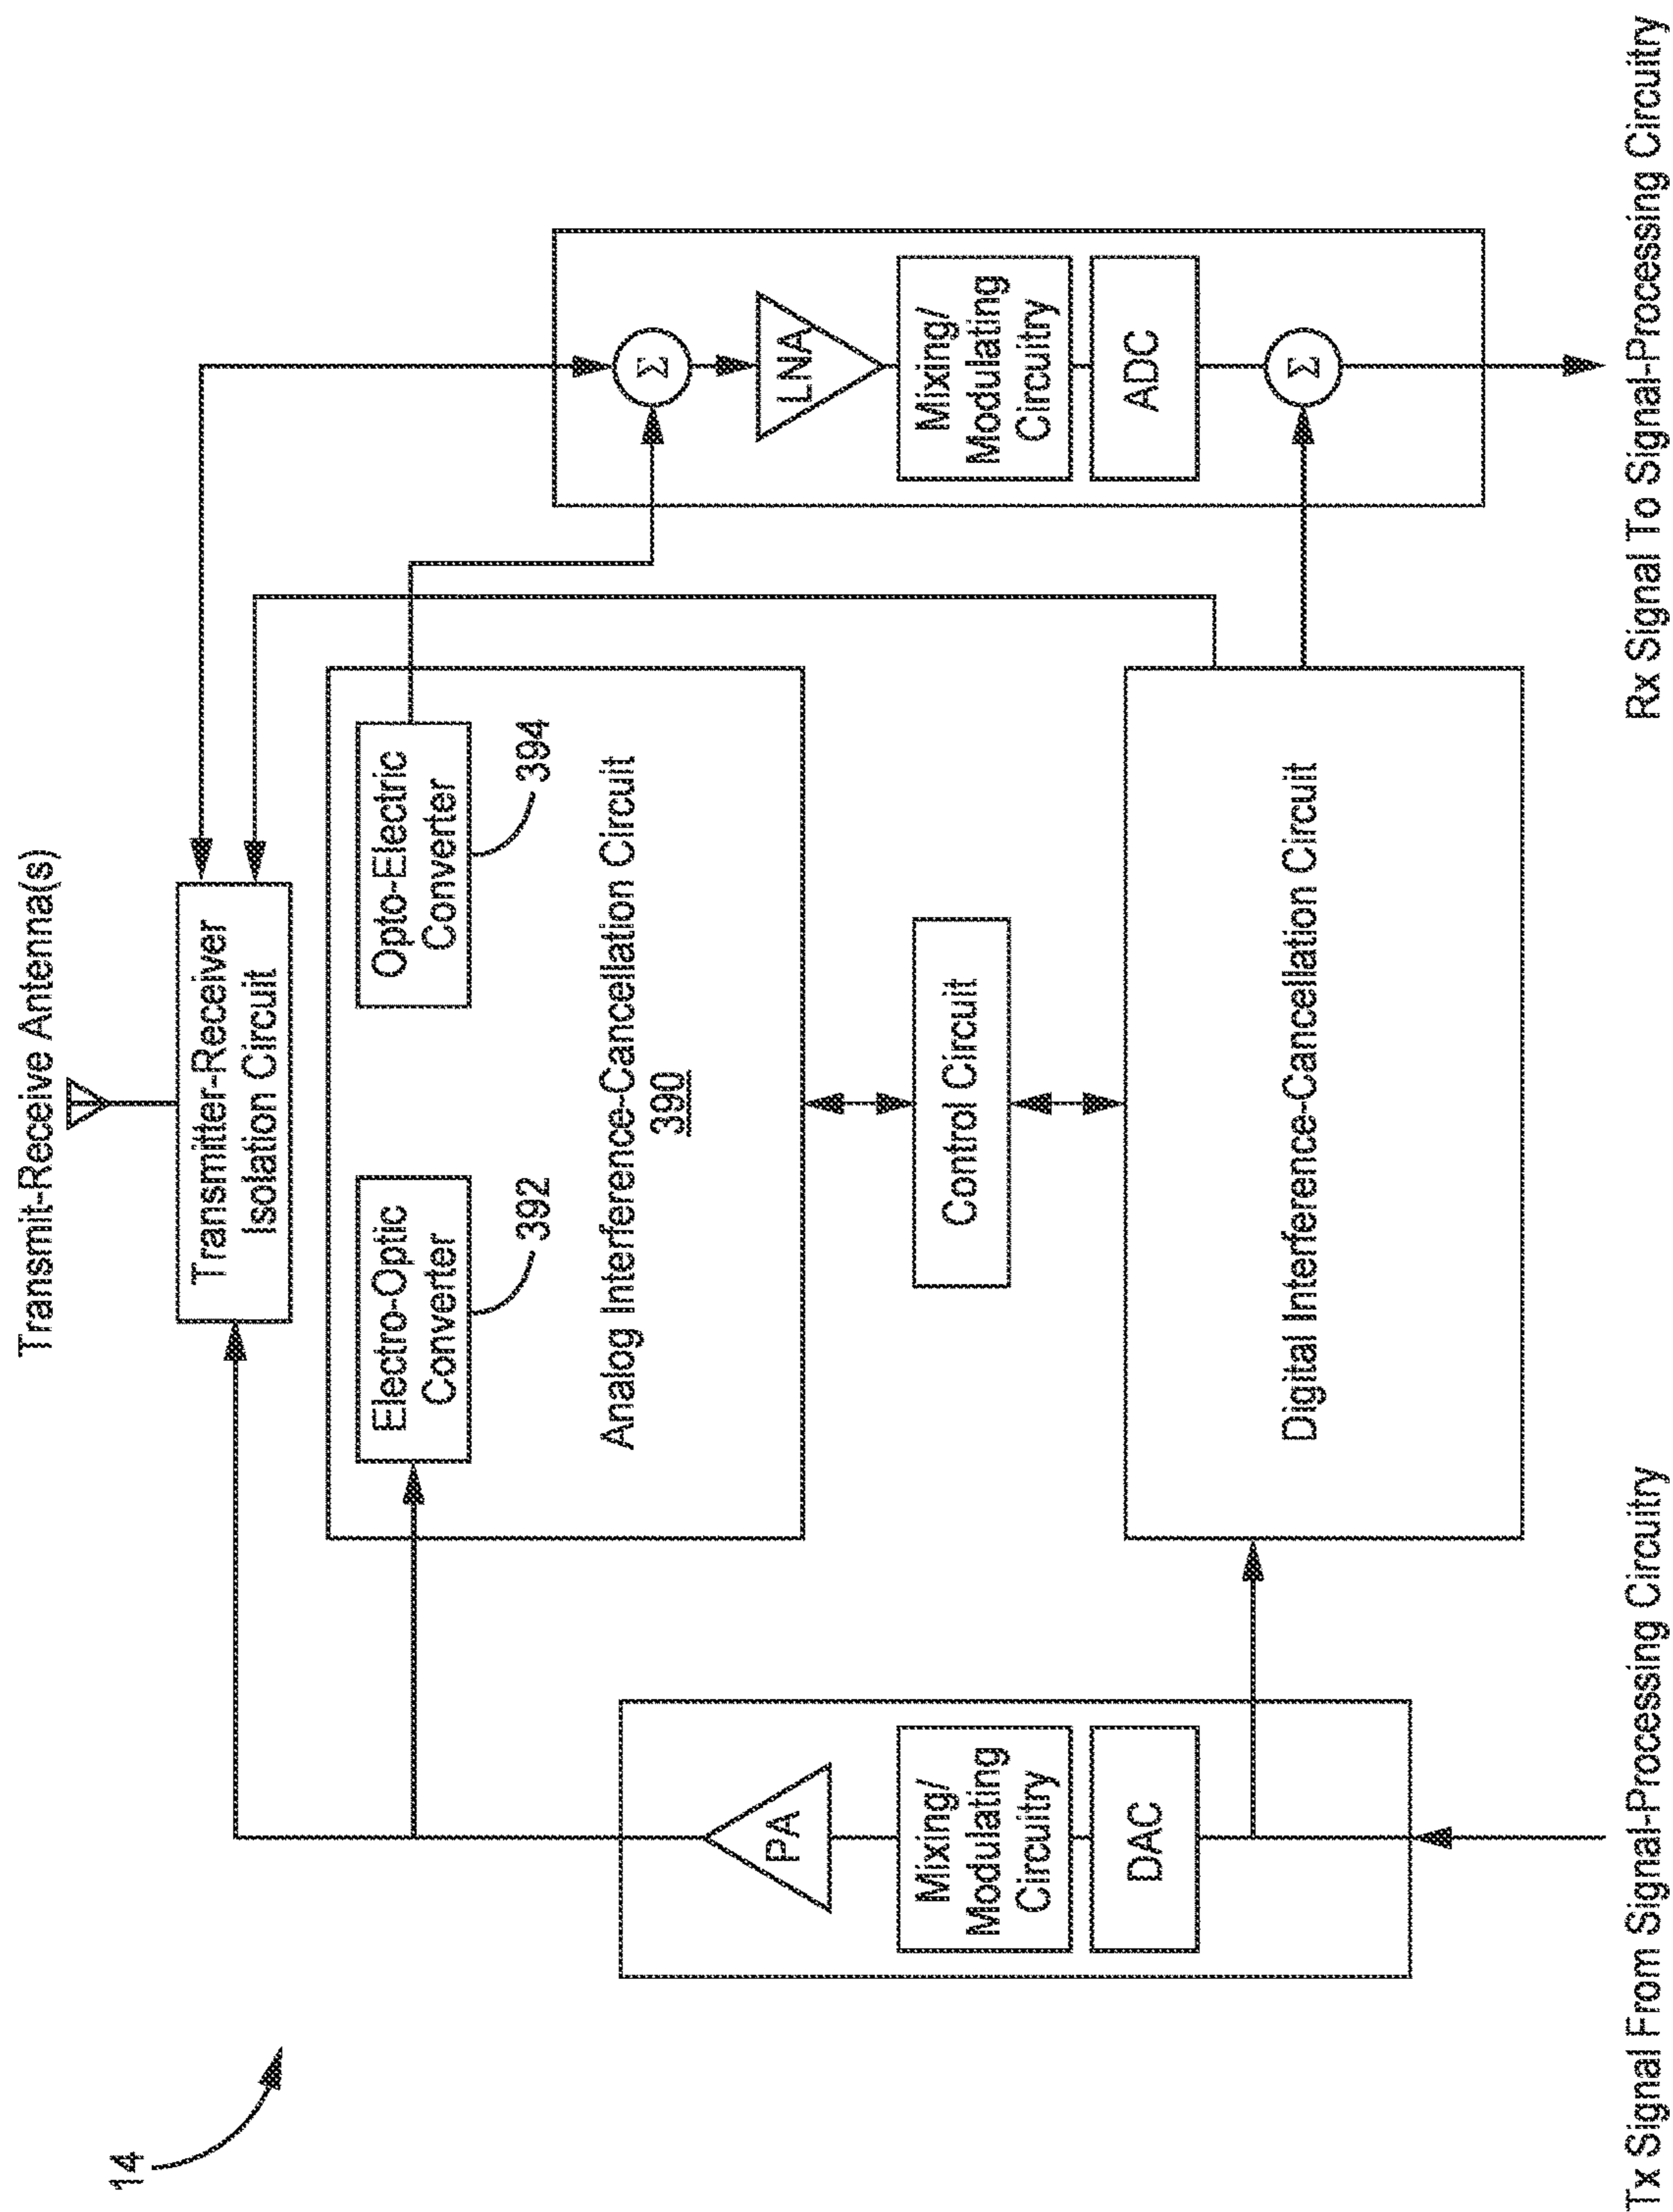 14
Transmit-Receive Antenna(s)
Transmitter-Receiver
Isolation Circuit
Electro-Optic
Converter
392
Opto-Electric
Converter
394
Analog Interference-Cancellation Circuit
390
Control Circuit
Digital Interference-Cancellation Circuit
PA
Mixing/
Modulating
Circuitry
DAC
Σ
LNA
Mixing/
Modulating
Circuitry
ADC
Σ
Tx Signal From Signal-Processing Circuitry
Rx Signal To Signal-Processing Circuitry